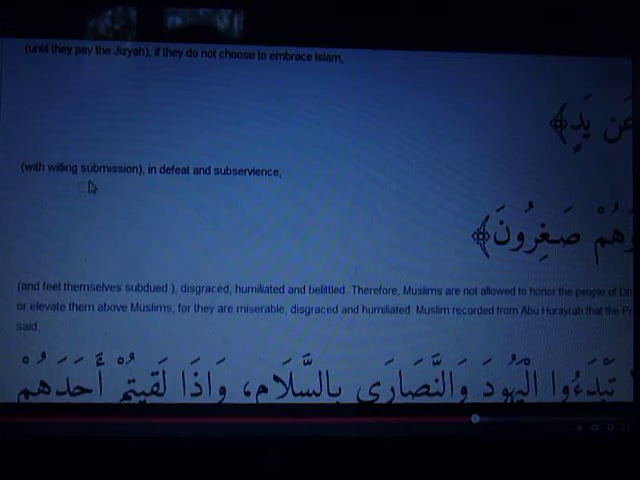 (until they pay the Jizyah), if they do not choose to embrace Islam,
عَن يَدٍ﴾
(with willing submission), in defeat and subservience,
وَهُمْ صَـغِرُونَ﴾
(and feel themselves subdued ), disgraced, humiliated and belittled. Therefore, Muslims are not allowed to honor the people of
or elevate them above Muslims, for they are miserable, disgraced and humiliated. Muslim recorded from Abu Hurayrah that the
said,
تَبْدَءُوا الْيَهُودَ وَالنَّصَارَى بِالسَّلَامِ، وَإِذَا لَقِيتُمْ أَحَدَهُمْ